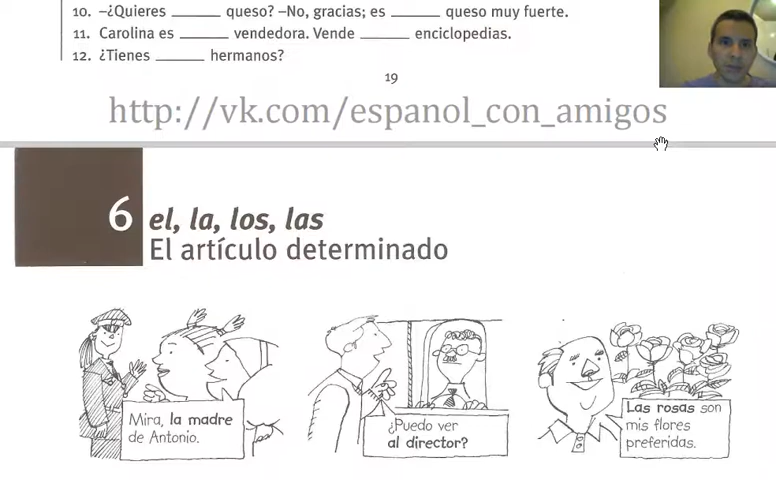 10. –¿Quieres ______ queso? –No, gracias; es ______ queso muy fuerte.
11. Carolina es ______ vendedora. Vende ______ enciclopedias.
12. ¿Tienes ______ hermanos?
19
http://vk.com/espanol_con_amigos
6 el, la, los, las
El artículo determinado
Mira, la madre
de Antonio.
¿Puedo ver
al director?
Las rosas son
mis flores
preferidas.